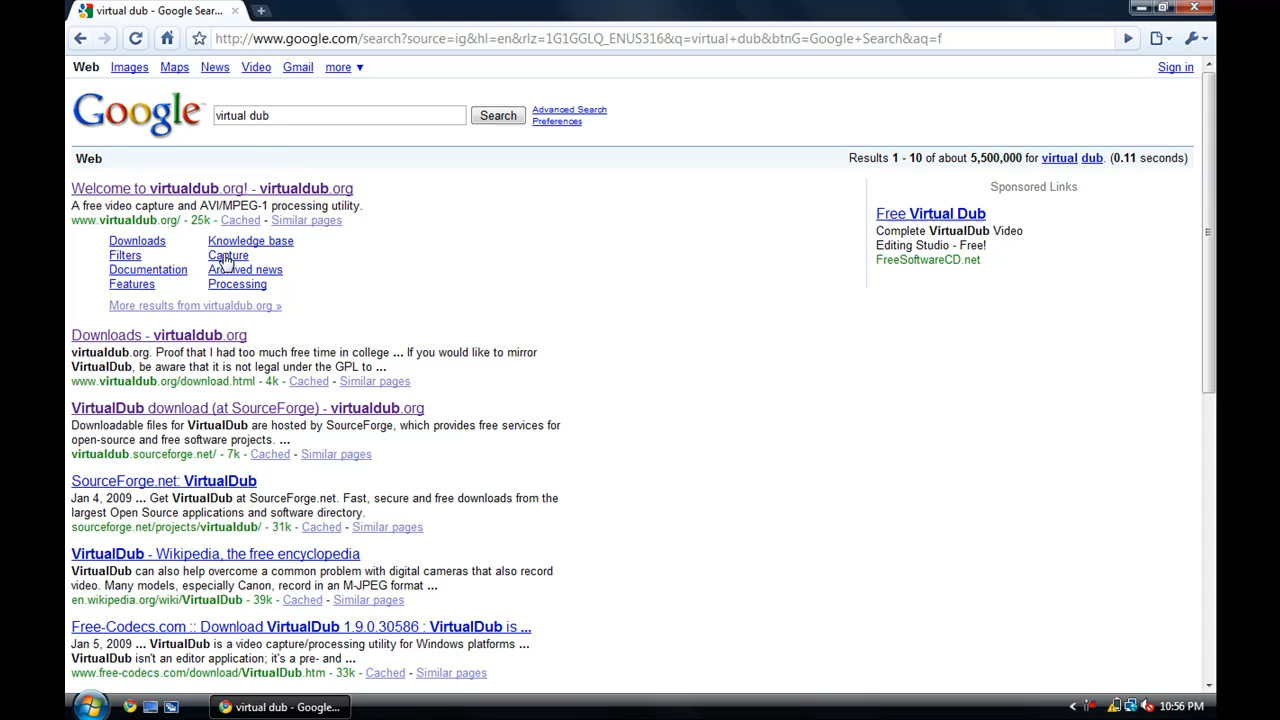 virtual dub - Google Sear...
http://www.google.com/search?source=ig&hl=en&rlz=1G1GGLQ_ENUS316&q=virtual+dub&btnG=Google+Search&aq=f
Web Images Maps News Video Gmail more ▼ Sign in
Google
virtual dub Search
Advanced Search
Preferences
Web Results 1 - 10 of about 5,500,000 for virtual dub. (0.11 seconds)
Welcome to virtualdub.org! - virtualdub.org
A free video capture and AVI/MPEG-1 processing utility.
www.virtualdub.org/ - 25k - Cached - Similar pages
Downloads Knowledge base
Filters Capture
Documentation Archived news
Features Processing
More results from virtualdub.org »
Sponsored Links
Free Virtual Dub
Complete VirtualDub Video
Editing Studio - Free!
FreeSoftwareCD.net
Downloads - virtualdub.org
virtualdub.org. Proof that I had too much free time in college ... If you would like to mirror
VirtualDub, be aware that it is not legal under the GPL to ...
www.virtualdub.org/download.html - 4k - Cached - Similar pages
VirtualDub download (at SourceForge) - virtualdub.org
Downloadable files for VirtualDub are hosted by SourceForge, which provides free services for
open-source and free software projects. ...
virtualdub.sourceforge.net/ - 7k - Cached - Similar pages
SourceForge.net: VirtualDub
Jan 4, 2009 ... Get VirtualDub at SourceForge.net. Fast, secure and free downloads from the
largest Open Source applications and software directory.
sourceforge.net/projects/virtualdub/ - 31k - Cached - Similar pages
VirtualDub - Wikipedia, the free encyclopedia
VirtualDub can also help overcome a common problem with digital cameras that also record
video. Many models, especially Canon, record in an M-JPEG format ...
en.wikipedia.org/wiki/VirtualDub - 39k - Cached - Similar pages
Free-Codecs.com :: Download VirtualDub 1.9.0.30586 : VirtualDub is ...
Jan 5, 2009 ... VirtualDub is a video capture/processing utility for Windows platforms ...
VirtualDub isn't an editor application; it's a pre- and ...
www.free-codecs.com/download/VirtualDub.htm - 33k - Cached - Similar pages
virtual dub - Google... 10:56 PM